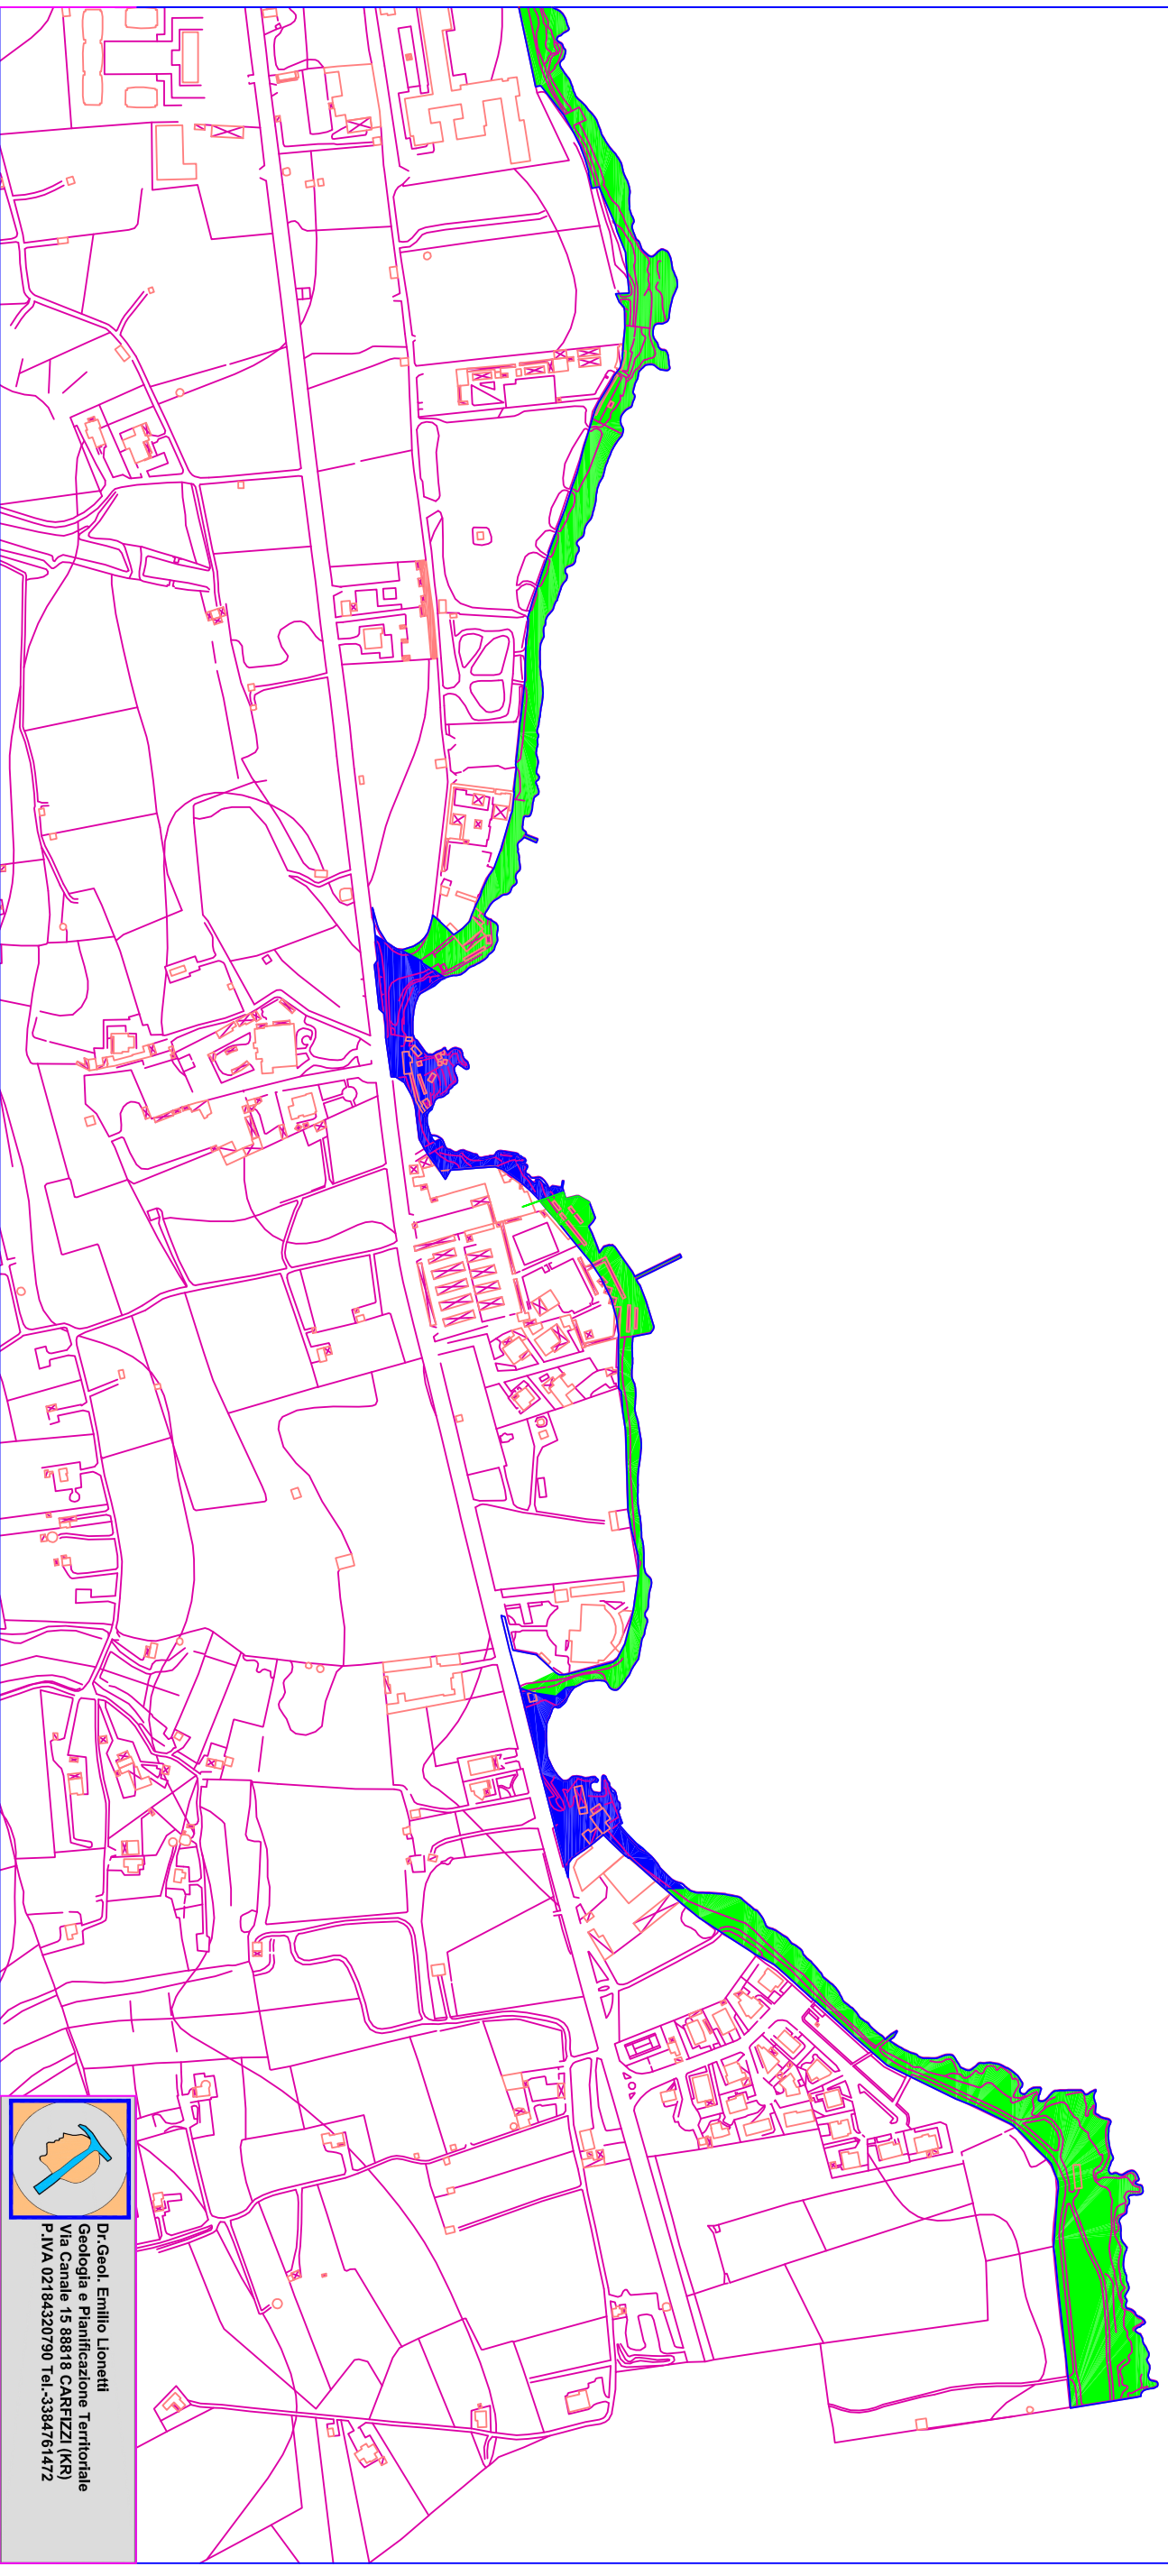 Dr.Geol. Emilio Lionetti
Geologia e Pianificazione Territoriale
Via Canale 15 88818 CARFIZZI (KR)
P.IVA 02184320790 Tel.-3384761472